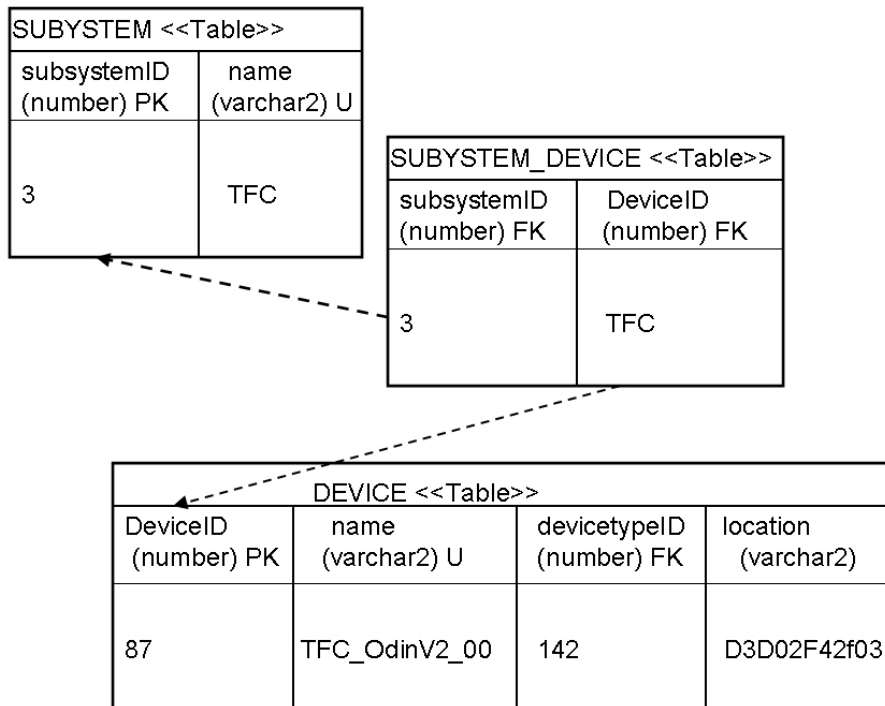 SUBYSTEM <<Table>>
subsystemID name
(number) PK (varchar2) U
3 TFC
SUBYSTEM_DEVICE <<Table>>
subsystemID DeviceID
(number) FK (number) FK
3 TFC
DEVICE <<Table>>
DeviceID name devicetypeID location
(number) PK (varchar2) U (number) FK (varchar2)
87 TFC_OdinV2_00 142 D3D02F42f03